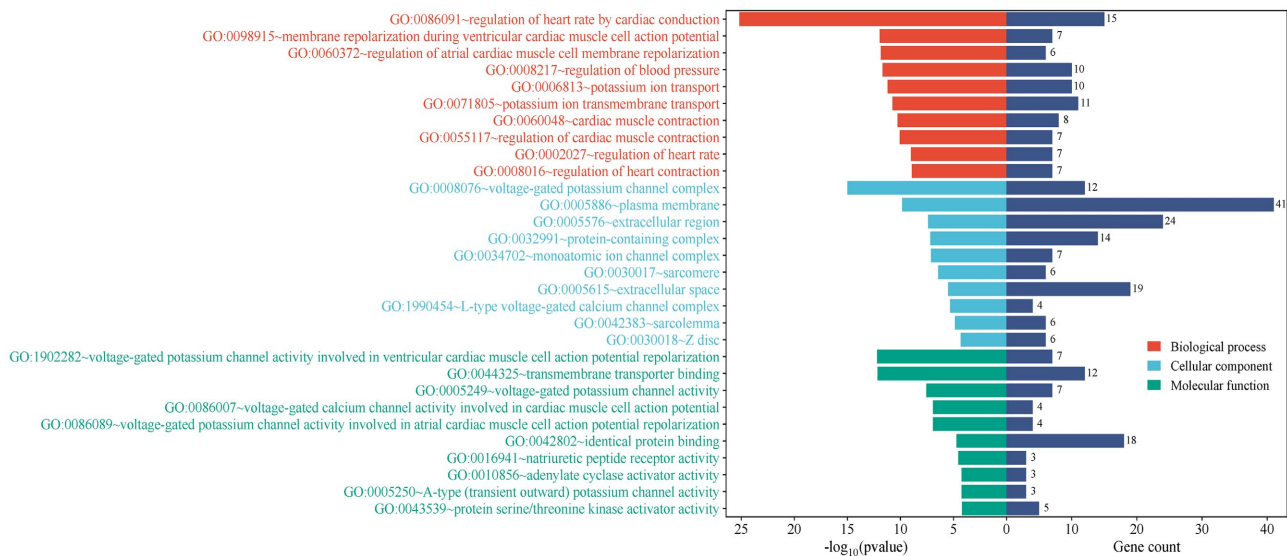 GO:0086091~regulation of heart rate by cardiac conduction 15
GO:0098915~membrane repolarization during ventricular cardiac muscle cell action potential 7
GO:0060372~regulation of atrial cardiac muscle cell membrane repolarization 6
GO:0008217~regulation of blood pressure 10
GO:0006813~potassium ion transport 10
GO:0071805~potassium ion transmembrane transport 11
GO:0060048~cardiac muscle contraction 8
GO:0055117~regulation of cardiac muscle contraction 7
GO:0002027~regulation of heart rate 7
GO:0008016~regulation of heart contraction 7
GO:0008076~voltage-gated potassium channel complex 12
GO:0005886~plasma membrane 41
GO:0005576~extracellular region 24
GO:0032991~protein-containing complex 14
GO:0034702~monoatomic ion channel complex 7
GO:0030017~sarcomere 6
GO:0005615~extracellular space 19
GO:1990454~L-type voltage-gated calcium channel complex 4
GO:0042383~sarcolemma 6
GO:0030018~Z disc 6
GO:1902282~voltage-gated potassium channel activity involved in ventricular cardiac muscle cell action potential repolarization 7
GO:0044325~transmembrane transporter binding 12
GO:0005249~voltage-gated potassium channel activity 7
GO:0086007~voltage-gated calcium channel activity involved in cardiac muscle cell action potential 4
GO:0086089~voltage-gated potassium channel activity involved in atrial cardiac muscle cell action potential repolarization 4
GO:0042802~identical protein binding 18
GO:0016941~natriuretic peptide receptor activity 3
GO:0010856~adenylate cyclase activator activity 3
GO:0005250~A-type (transient outward) potassium channel activity 3
GO:0043539~protein serine/threonine kinase activator activity 5
Biological process
Cellular component
Molecular function
25 20 15 10 5 0 10 20 30 40
-log10(pvalue) Gene count